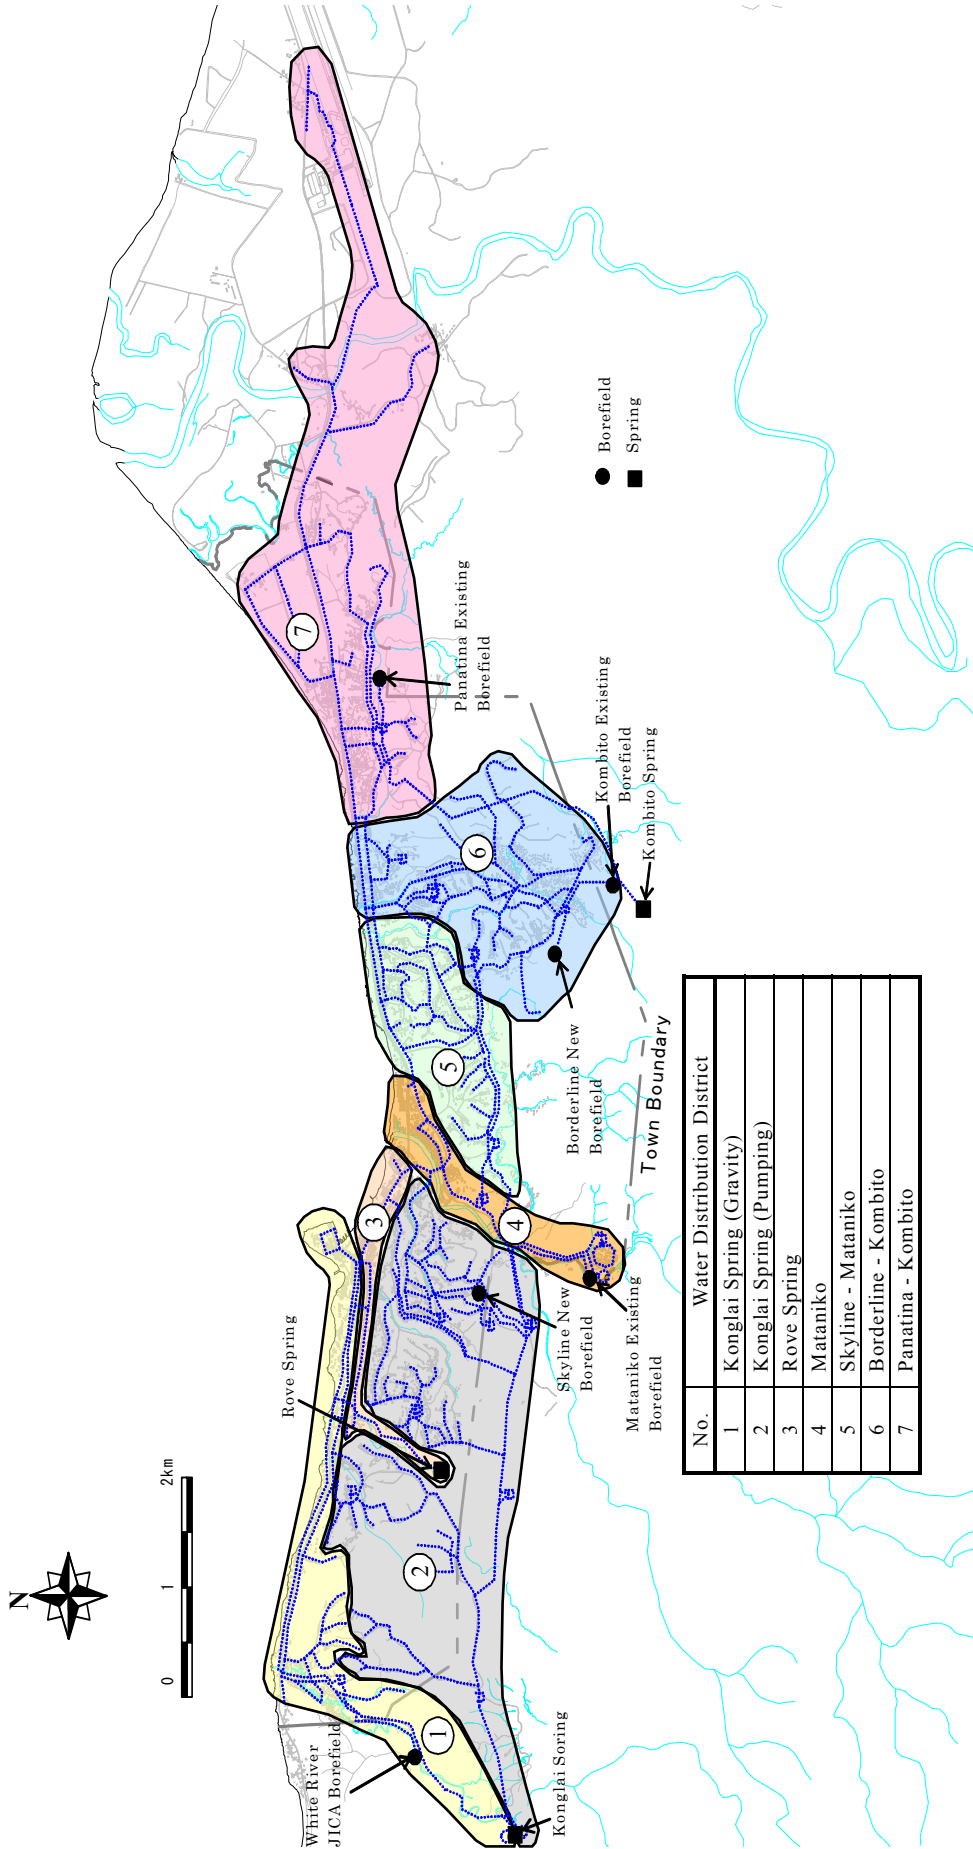 N
0 1 2km
White River
JICA Borefield
Konglai Soring
Rove Spring
Skyline New
Borefield
Mataniko Existing
Borefield
Borderline New
Borefield
Town Boundary
Kombito Existing
Borefield
Kombito Spring
Panatina Existing
Borefield
Borefield
Spring
1
2
3
4
5
6
7
No. Water Distribution District
1 Konglai Spring (Gravity)
2 Konglai Spring (Pumping)
3 Rove Spring
4 Mataniko
5 Skyline - Mataniko
6 Borderline - Kombito
7 Panatina - Kombito